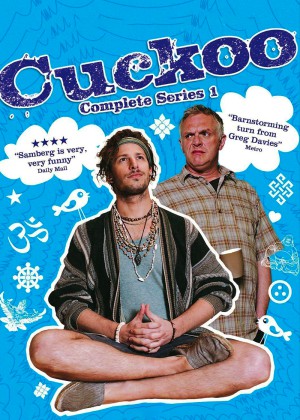 Cuckoo
Complete Series 1
★★★★
"Samberg is very,
very funny"
Daily Mail
"Barnstorming
turn from
Greg Davies"
Metro
ॐ